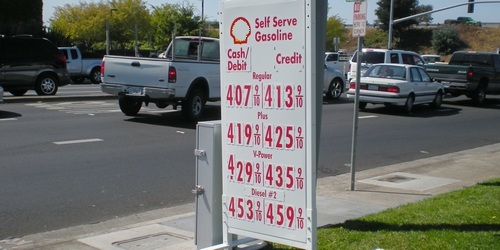 Self Serve
Gasoline
Cash/
Debit
Credit
Regular
407 9/10 413 9/10
Plus
419 9/10 425 9/10
V-Power
429 9/10 435 9/10
Diesel #2
453 9/10 459 9/10